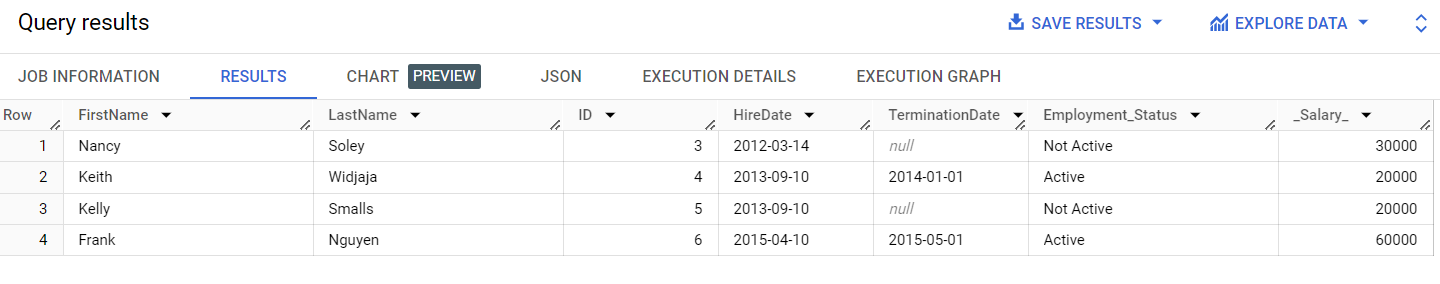 Query results SAVE RESULTS EXPLORE DATA
JOB INFORMATION RESULTS CHART PREVIEW JSON EXECUTION DETAILS EXECUTION GRAPH
Row FirstName LastName ID HireDate TerminationDate Employment_Status _Salary_
1 Nancy Soley 3 2012-03-14 null Not Active 30000
2 Keith Widjaja 4 2013-09-10 2014-01-01 Active 20000
3 Kelly Smalls 5 2013-09-10 null Not Active 20000
4 Frank Nguyen 6 2015-04-10 2015-05-01 Active 60000